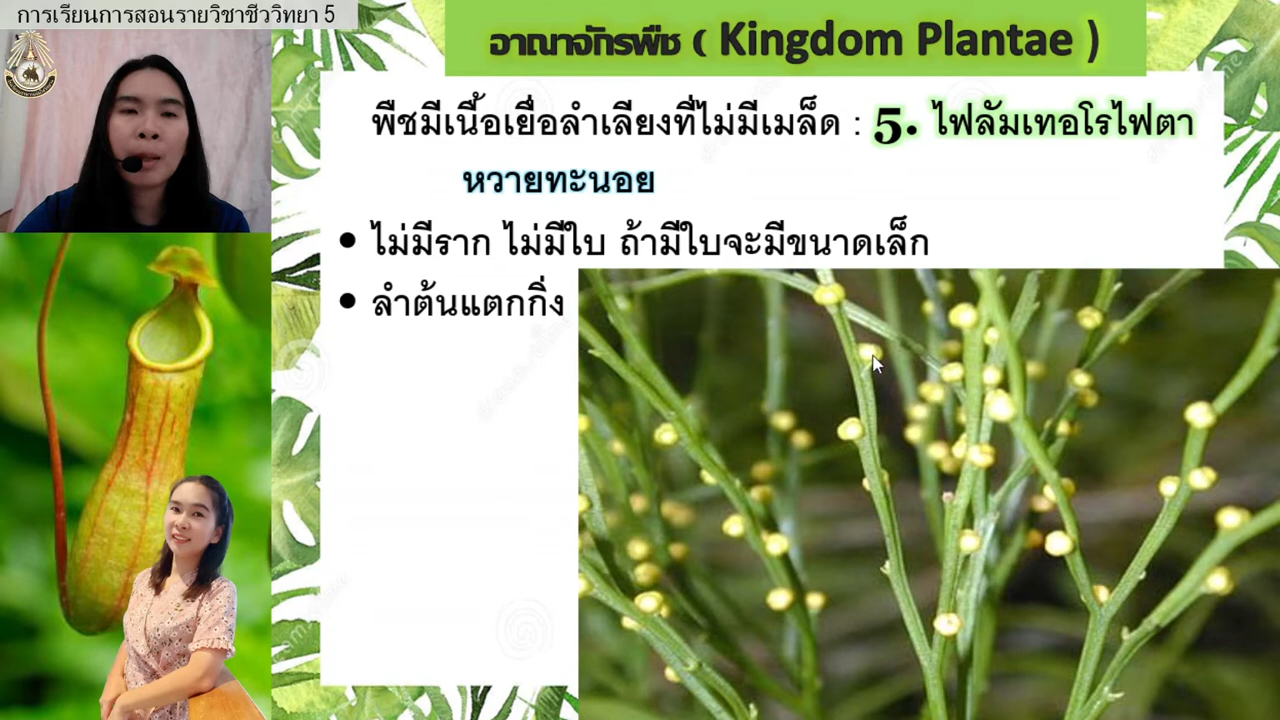 การเรียนการสอนรายวิชาชีววิทยา 5
อาณาจักรพืช ( Kingdom Plantae )
พืชมีเนื้อเยื่อลำเลียงที่ไม่มีเมล็ด : 5. ไฟลัมเทอโรไฟตา
หวายทะนอย
• ไม่มีราก ไม่มีใบ ถ้ามีใบจะมีขนาดเล็ก
• ลำต้นแตกกิ่ง